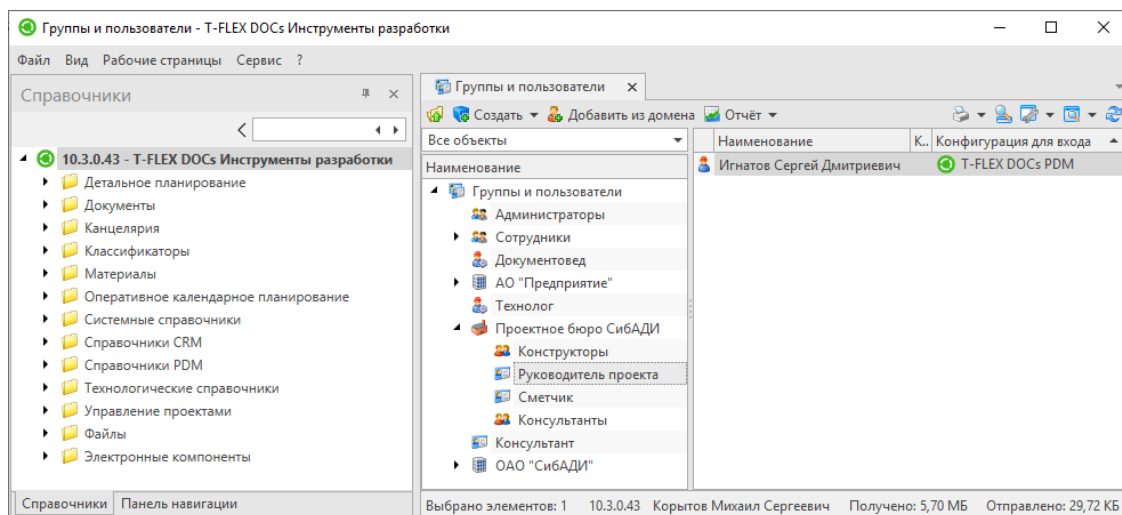 Группы и пользователи - T-FLEX DOCs Инструменты разработки
Файл Вид Рабочие страницы Сервис ?
Справочники
10.3.0.43 - T-FLEX DOCs Инструменты разработки
Детальное планирование
Документы
Канцелярия
Классификаторы
Материалы
Оперативное календарное планирование
Системные справочники
Справочники CRM
Справочники PDM
Технологические справочники
Управление проектами
Файлы
Электронные компоненты
Справочники Панель навигации
Группы и пользователи
Создать Добавить из домена Отчёт
Все объекты
Наименование
Группы и пользователи
Администраторы
Сотрудники
Документовед
АО "Предприятие"
Технолог
Проектное бюро СибАДИ
Конструкторы
Руководитель проекта
Сметчик
Консультанты
Консультант
ОАО "СибАДИ"
Наименование К.. Конфигурация для входа
Игнатов Сергей Дмитриевич T-FLEX DOCs PDM
Выбрано элементов: 1 10.3.0.43 Корытов Михаил Сергеевич Получено: 5,70 МБ Отправлено: 29,72 КБ